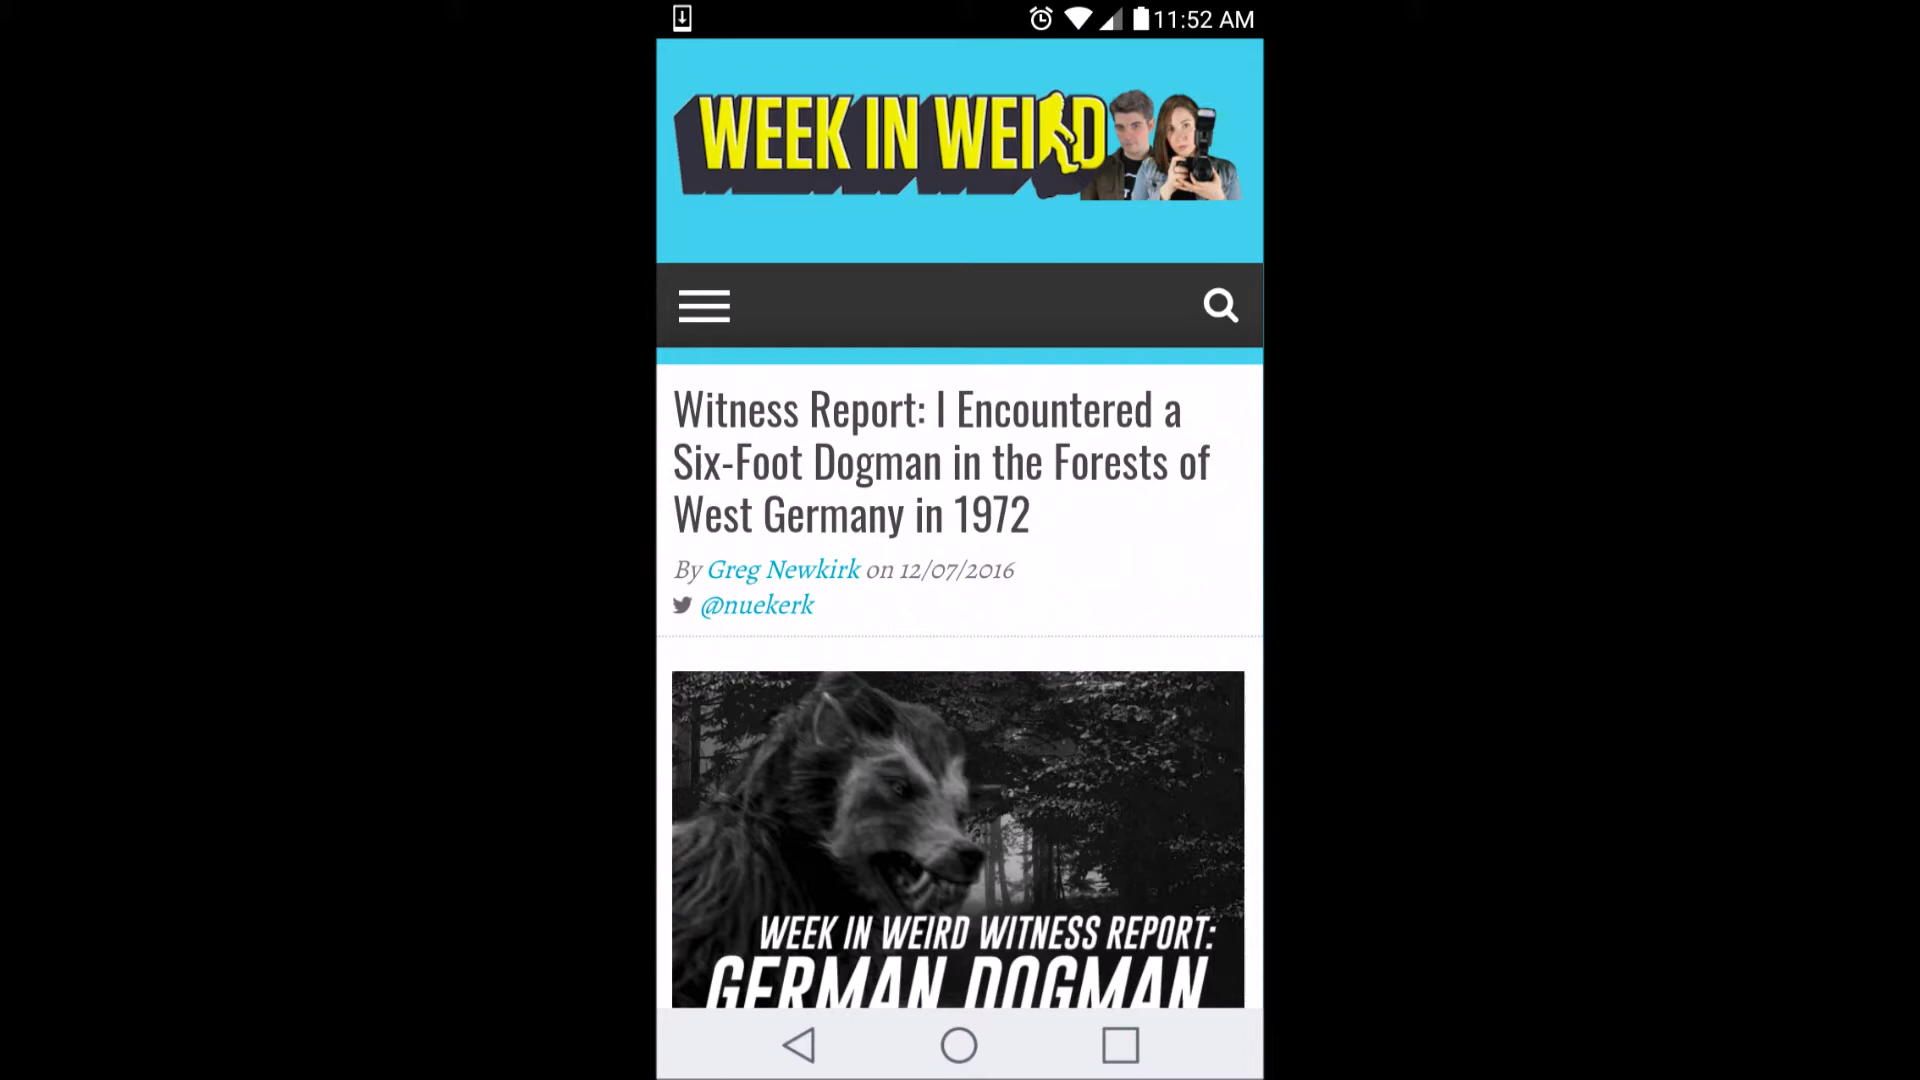 11:52 AM
WEEK IN WEIRD
Witness Report: I Encountered a
Six-Foot Dogman in the Forests of
West Germany in 1972
By Greg Newkirk on 12/07/2016
@nuekerk
WEEK IN WEIRD WITNESS REPORT:
GERMAN DOGMAN